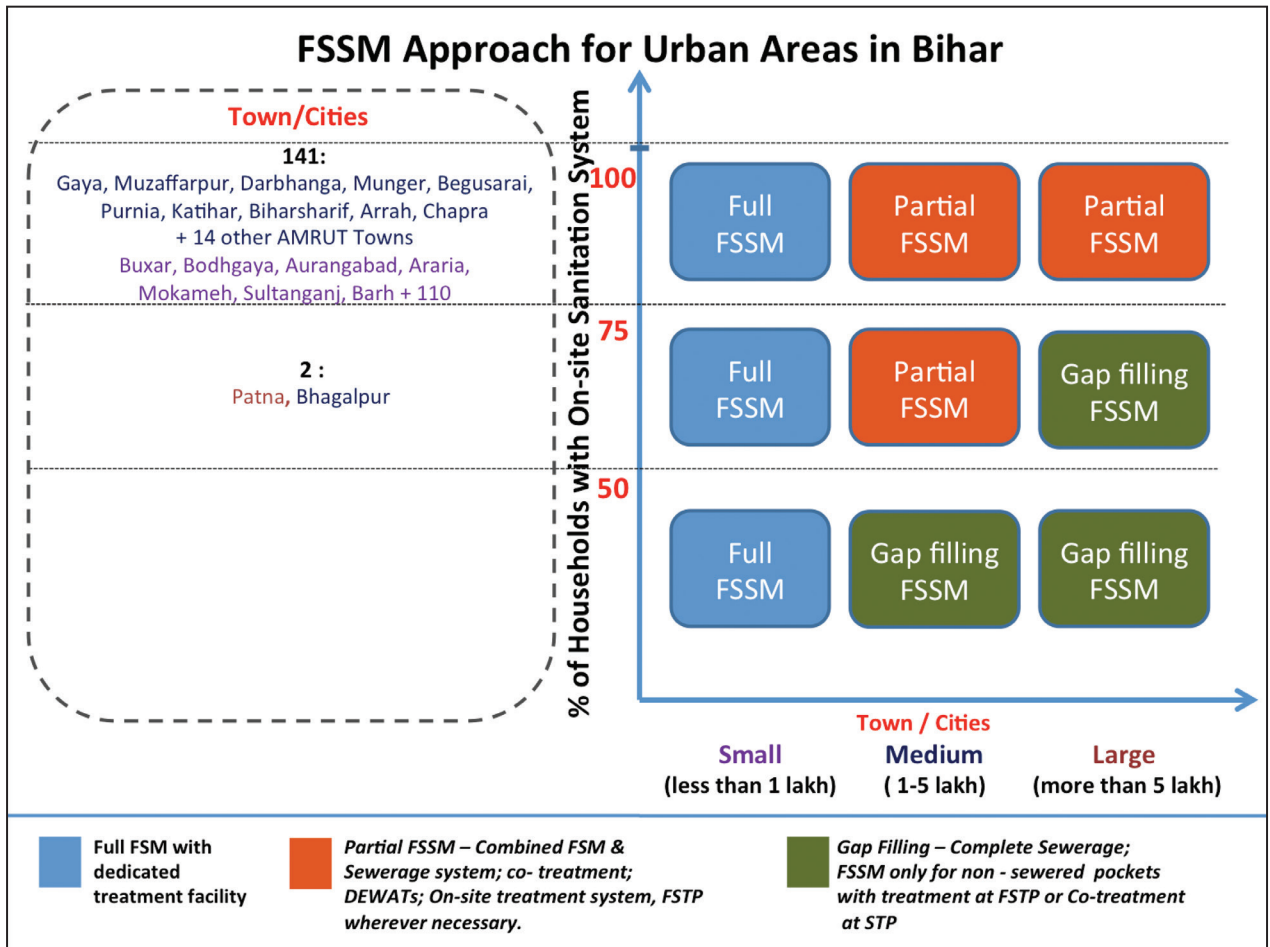 FSSM Approach for Urban Areas in Bihar
Town/Cities
141:
Gaya, Muzaffarpur, Darbhanga, Munger, Begusarai,
Purnia, Katihar, Biharsharif, Arrah, Chapra
+ 14 other AMRUT Towns
Buxar, Bodhgaya, Aurangabad, Araria,
Mokameh, Sultanganj, Barh + 110
2 :
Patna, Bhagalpur
% of Households with On-site Sanitation System
100
Full
FSSM
Partial
FSSM
Partial
FSSM
75
Full
FSSM
Partial
FSSM
Gap filling
FSSM
50
Full
FSSM
Gap filling
FSSM
Gap filling
FSSM
Town / Cities
Small
(less than 1 lakh)
Medium
( 1-5 lakh)
Large
(more than 5 lakh)
Full FSM with
dedicated
treatment facility
Partial FSSM – Combined FSM &
Sewerage system; co- treatment;
DEWATs; On-site treatment system, FSTP
wherever necessary.
Gap Filling – Complete Sewerage;
FSSM only for non - sewered pockets
with treatment at FSTP or Co-treatment
at STP